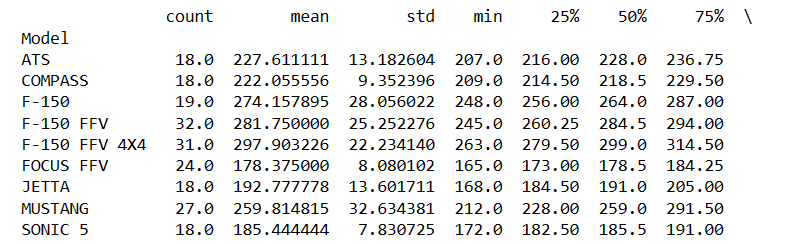 count mean std min 25% 50% 75% \
Model
ATS 18.0 227.611111 13.182604 207.0 216.00 228.0 236.75
COMPASS 18.0 222.055556 9.352396 209.0 214.50 218.5 229.50
F-150 19.0 274.157895 28.056022 248.0 256.00 264.0 287.00
F-150 FFV 32.0 281.750000 25.252276 245.0 260.25 284.5 294.00
F-150 FFV 4X4 31.0 297.903226 22.234140 263.0 279.50 299.0 314.50
FOCUS FFV 24.0 178.375000 8.080102 165.0 173.00 178.5 184.25
JETTA 18.0 192.777778 13.601711 168.0 184.50 191.0 205.00
MUSTANG 27.0 259.814815 32.634381 212.0 228.00 259.0 291.50
SONIC 5 18.0 185.444444 7.830725 172.0 182.50 185.5 191.00